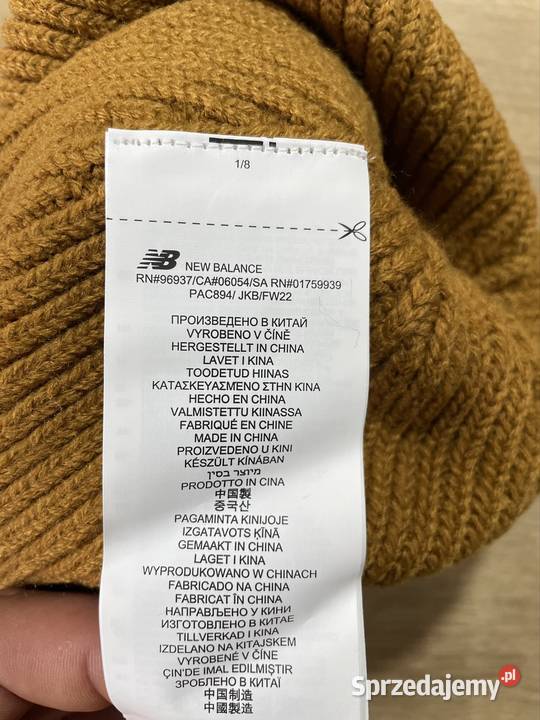 1/8
NB NEW BALANCE
RN#96937/CA#06054/SA RN#01759939
PAC894/ JKB/FW22
ПРОИЗВЕДЕНО В КИТАЙ
VYROBENO V ČÍNĚ
HERGESTELLT IN CHINA
LAVET I KINA
TOODETUD HIINAS
ΚΑΤΑΣΚΕΥΑΣΜΕΝΟ ΣΤΗΝ ΚΙΝΑ
HECHO EN CHINA
VALMISTETTU KIINASSA
FABRIQUÉ EN CHINE
MADE IN CHINA
PROIZVEDENO U KINI
KÉSZÜLT KÍNÁBAN
מיוצר בסין
PRODOTTO IN CINA
中国製
중국산
PAGAMINTA KINIJOJE
IZGATAVOTS ĶĪNĀ
GEMAAKT IN CHINA
LAGET I KINA
WYPRODUKOWANO W CHINACH
FABRICADO NA CHINA
FABRICAT ÎN CHINA
НАПРАВЉЕНО У КИНИ
ИЗГОТОВЛЕНО В КИТАЕ
TILLVERKAD I KINA
IZDELANO NA KITAJSKEM
VYROBENÉ V ČÍNE
ÇIN'DE IMAL EDILMIŞTIR
ЗРОБЛЕНО В КИТАЇ
中国制造
中國製造
Sprzedajemy.pl